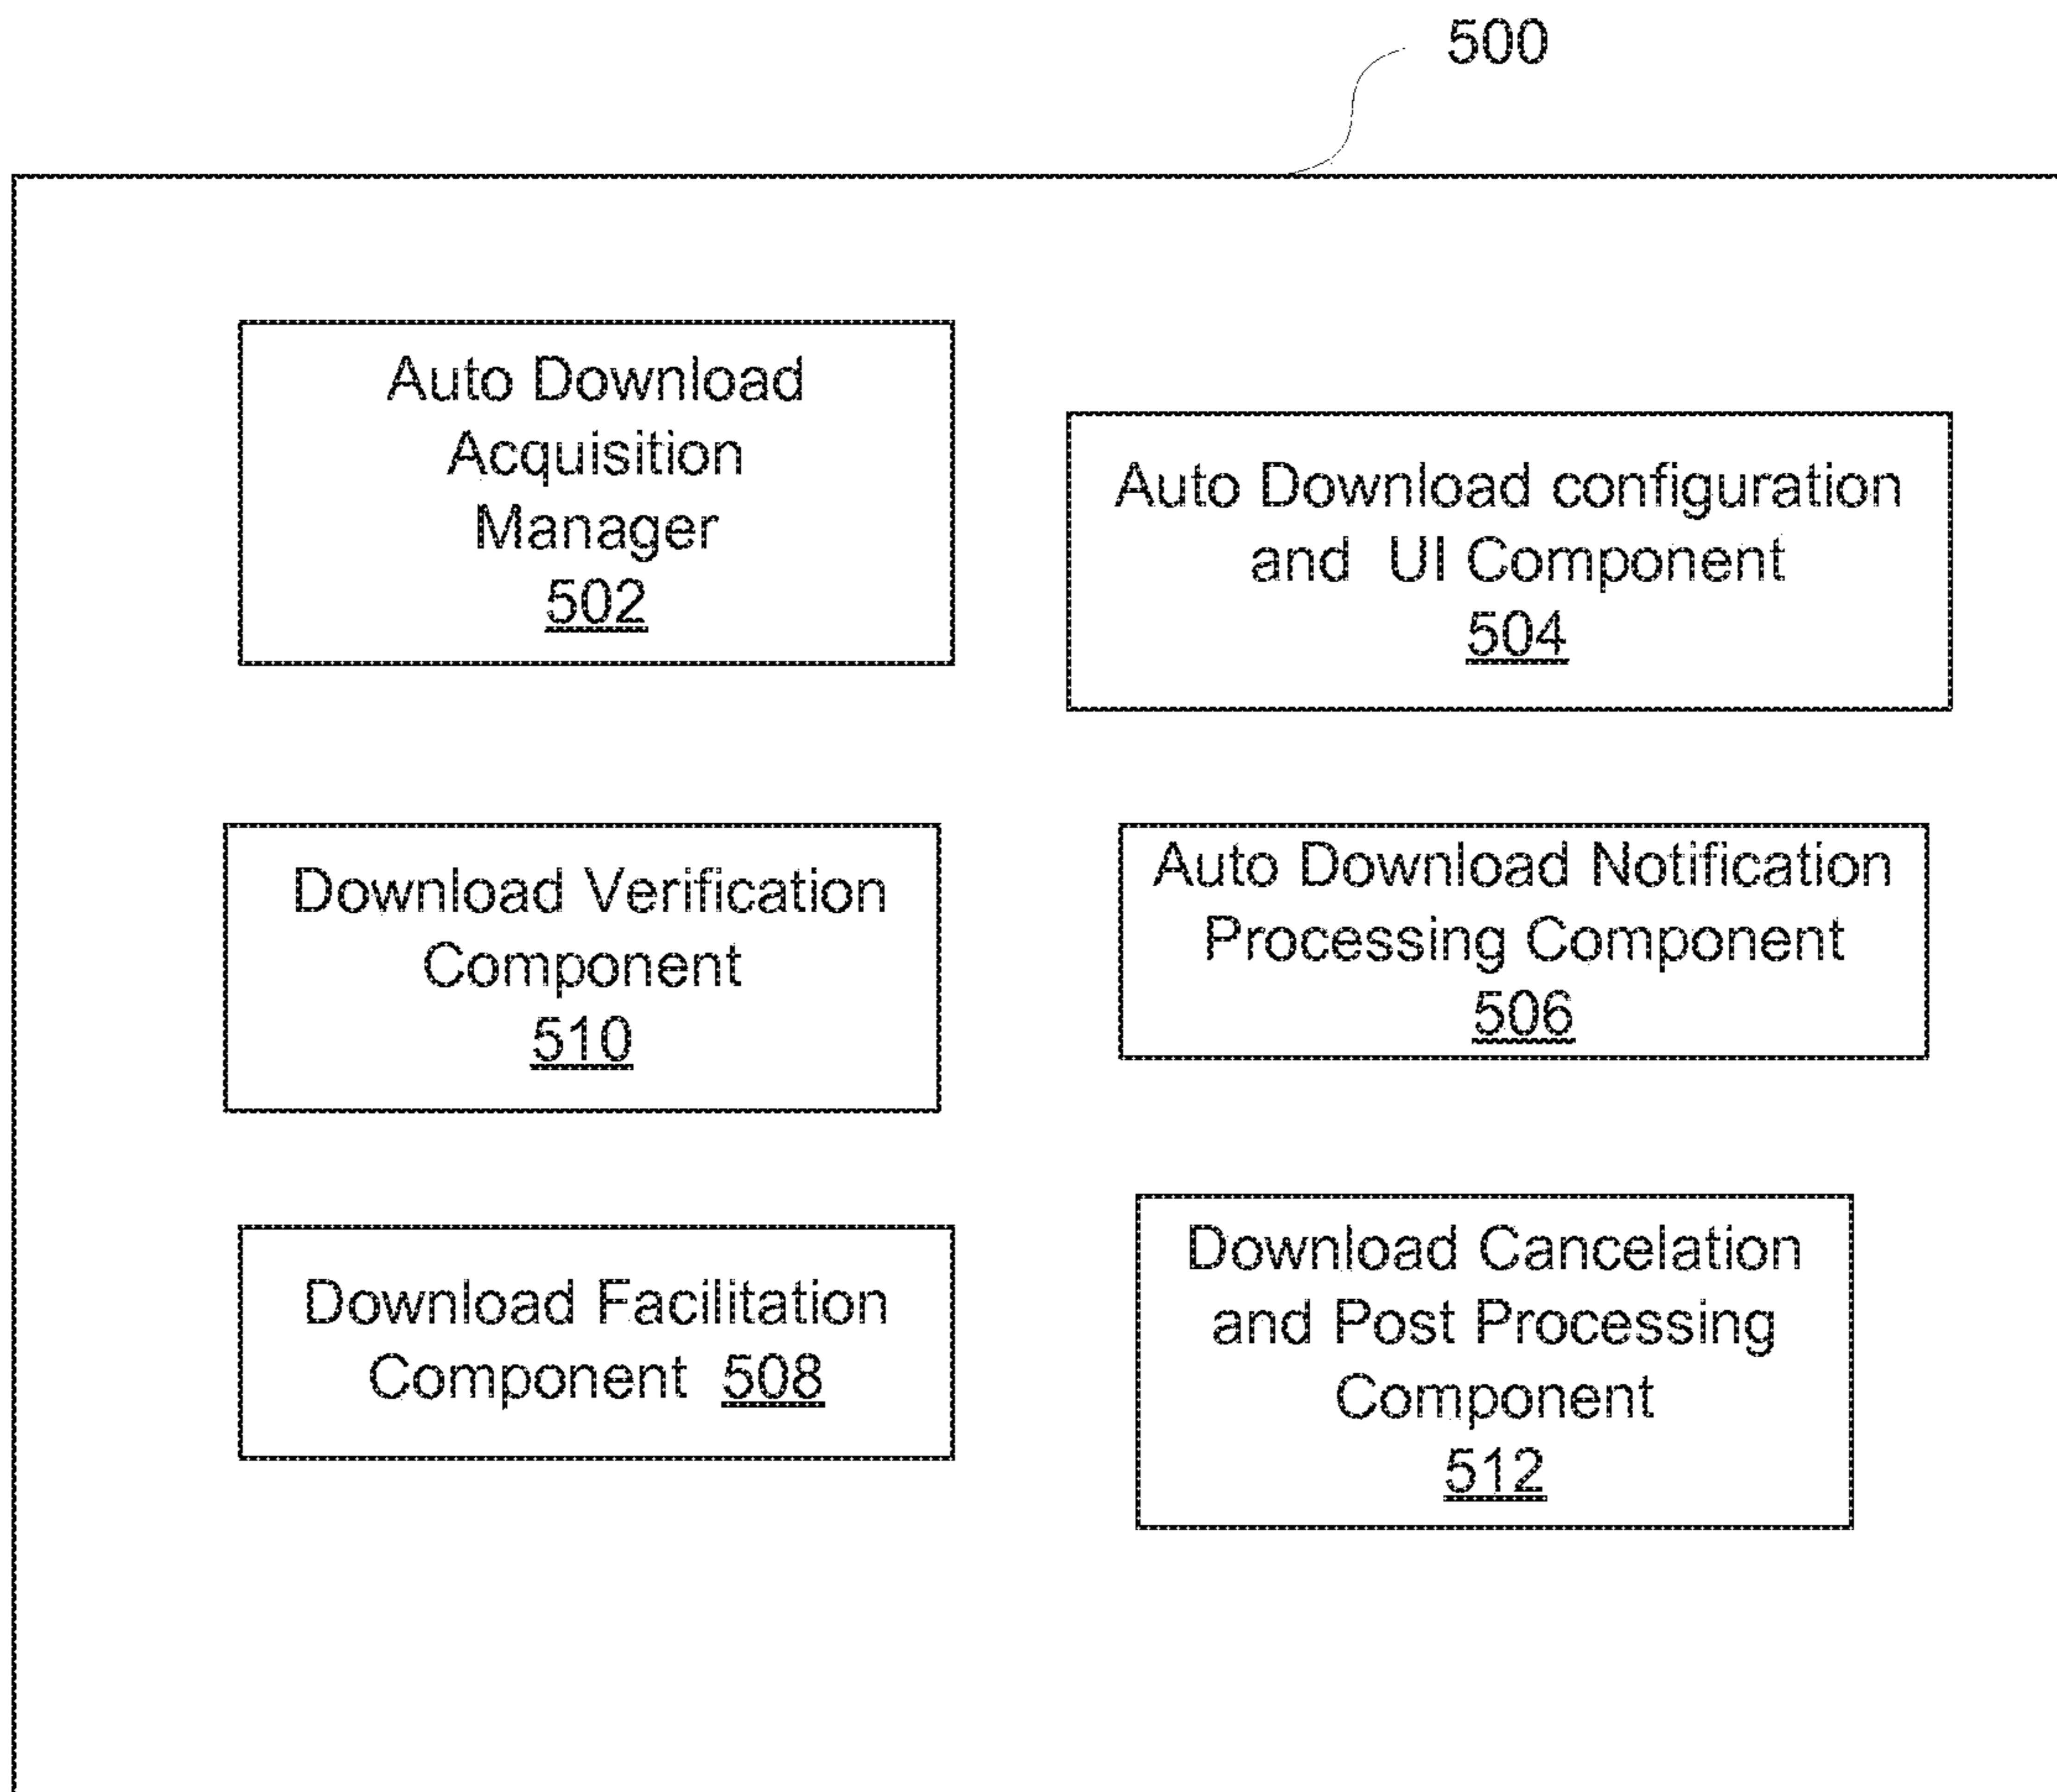 500
Auto Download
Acquisition
Manager
502
Auto Download configuration
and UI Component
504
Download Verification
Component
510
Auto Download Notification
Processing Component
506
Download Facilitation
Component 508
Download Cancelation
and Post Processing
Component
512